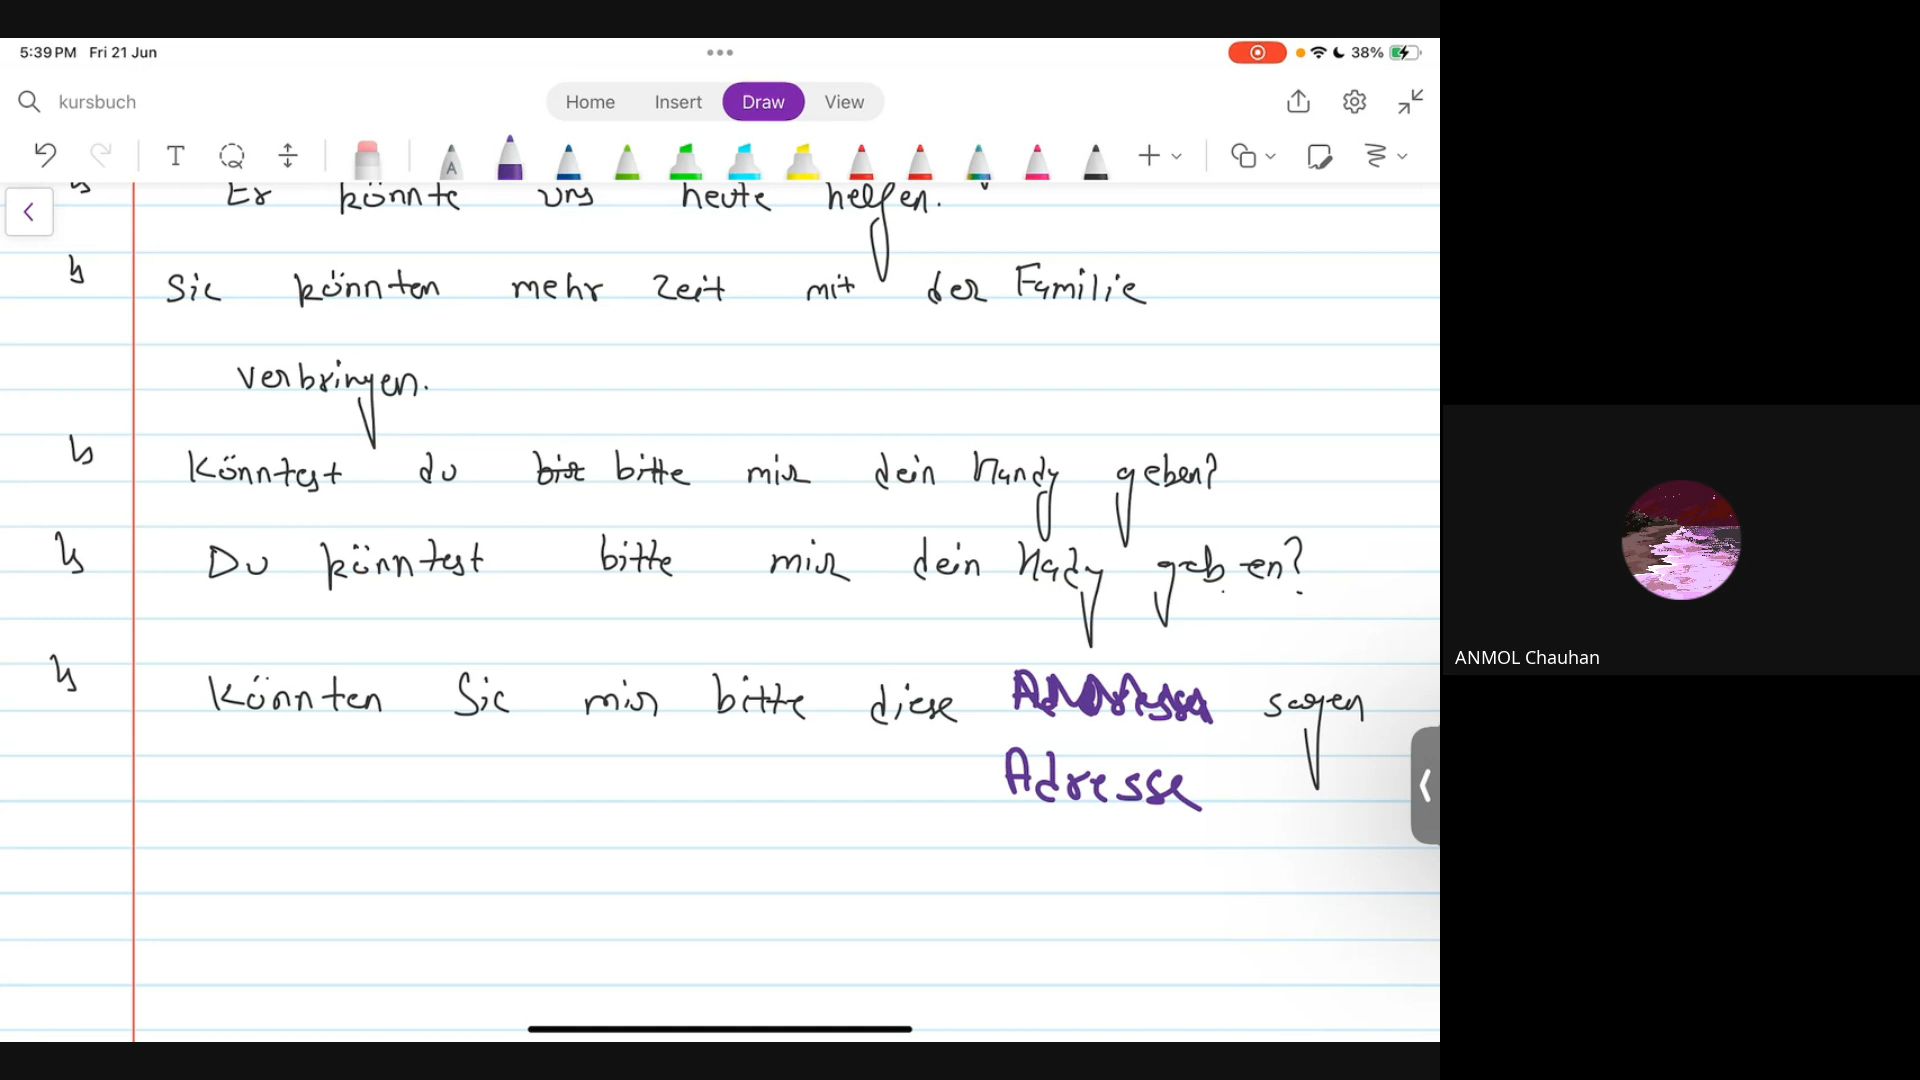 5:39 PM Fri 21 Jun
38%
kursbuch
Home Insert Draw View
Er könnte uns heute helfen.
Sie könnten mehr Zeit mit der Familie
verbringen.
Könntest du bitte mir dein Handy geben?
Du könntest bitte mir dein Hady geben?
Könnten Sie mir bitte diese sagen
Adresse
ANMOL Chauhan